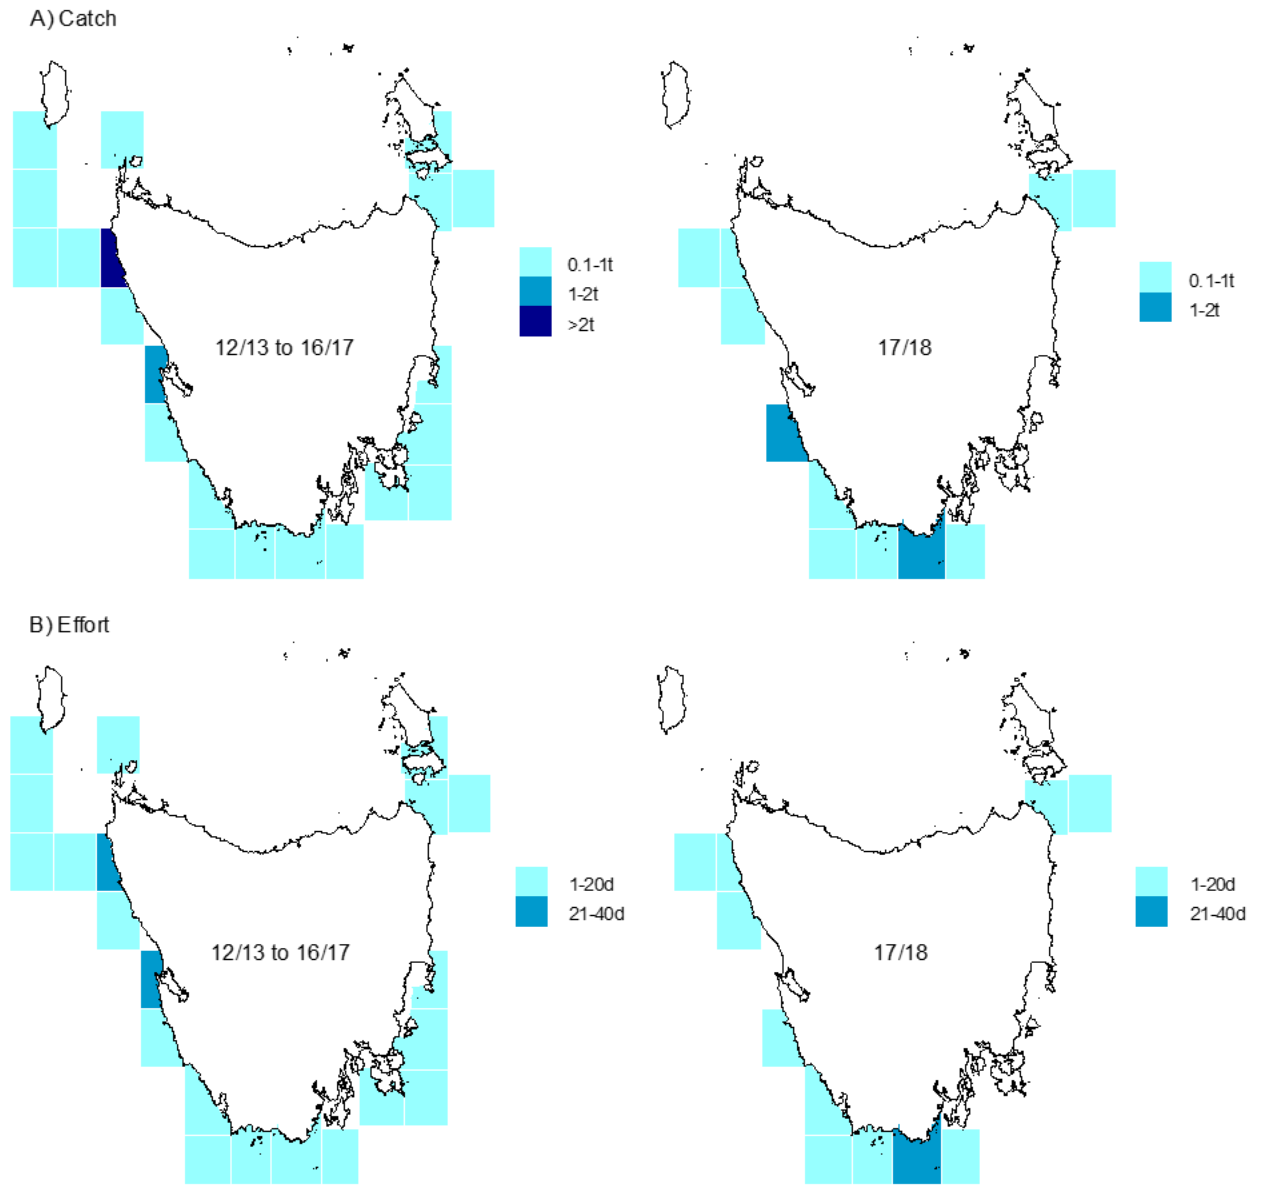 A) Catch
0.1-1t
1-2t
>2t
12/13 to 16/17
0.1-1t
1-2t
17/18
B) Effort
1-20d
21-40d
12/13 to 16/17
1-20d
21-40d
17/18